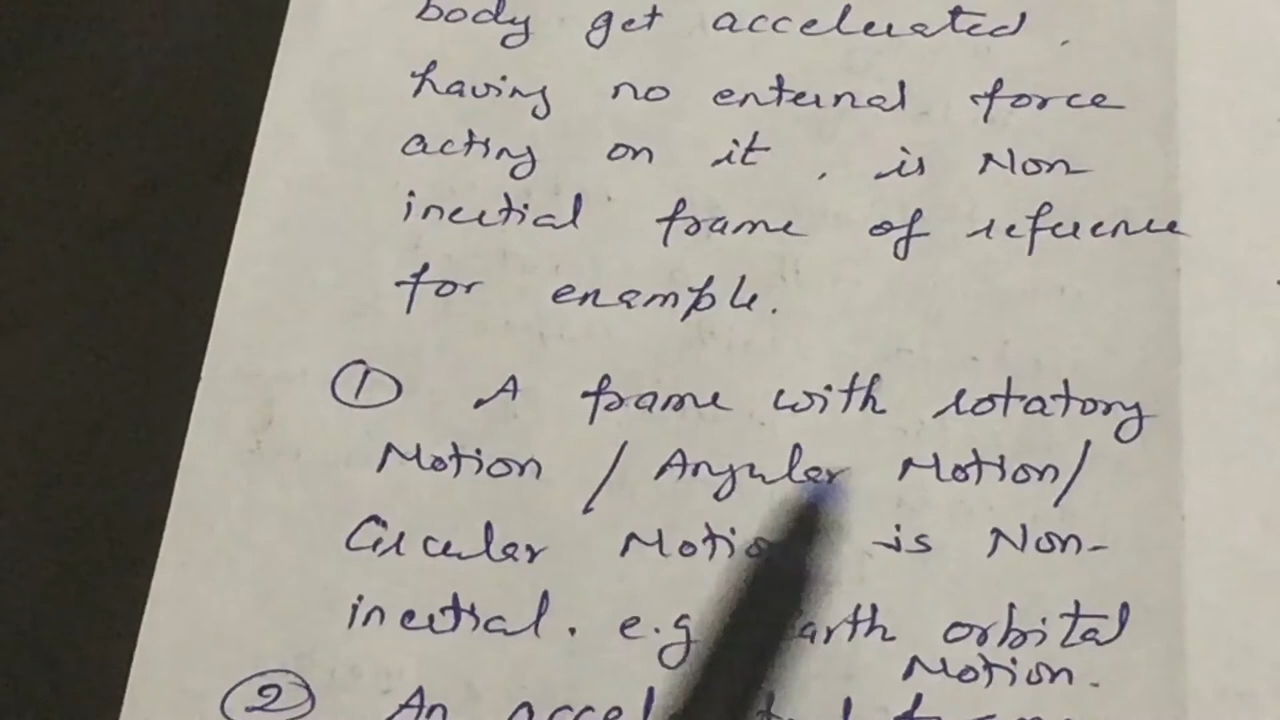 body get accelerated.
having no external force
acting on it, is Non
inertial frame of reference
for example.
① A frame with rotatory
Motion / Angular Motion/
Circular Motion is Non-
inertial. e.g Earth orbital
Motion.
② An